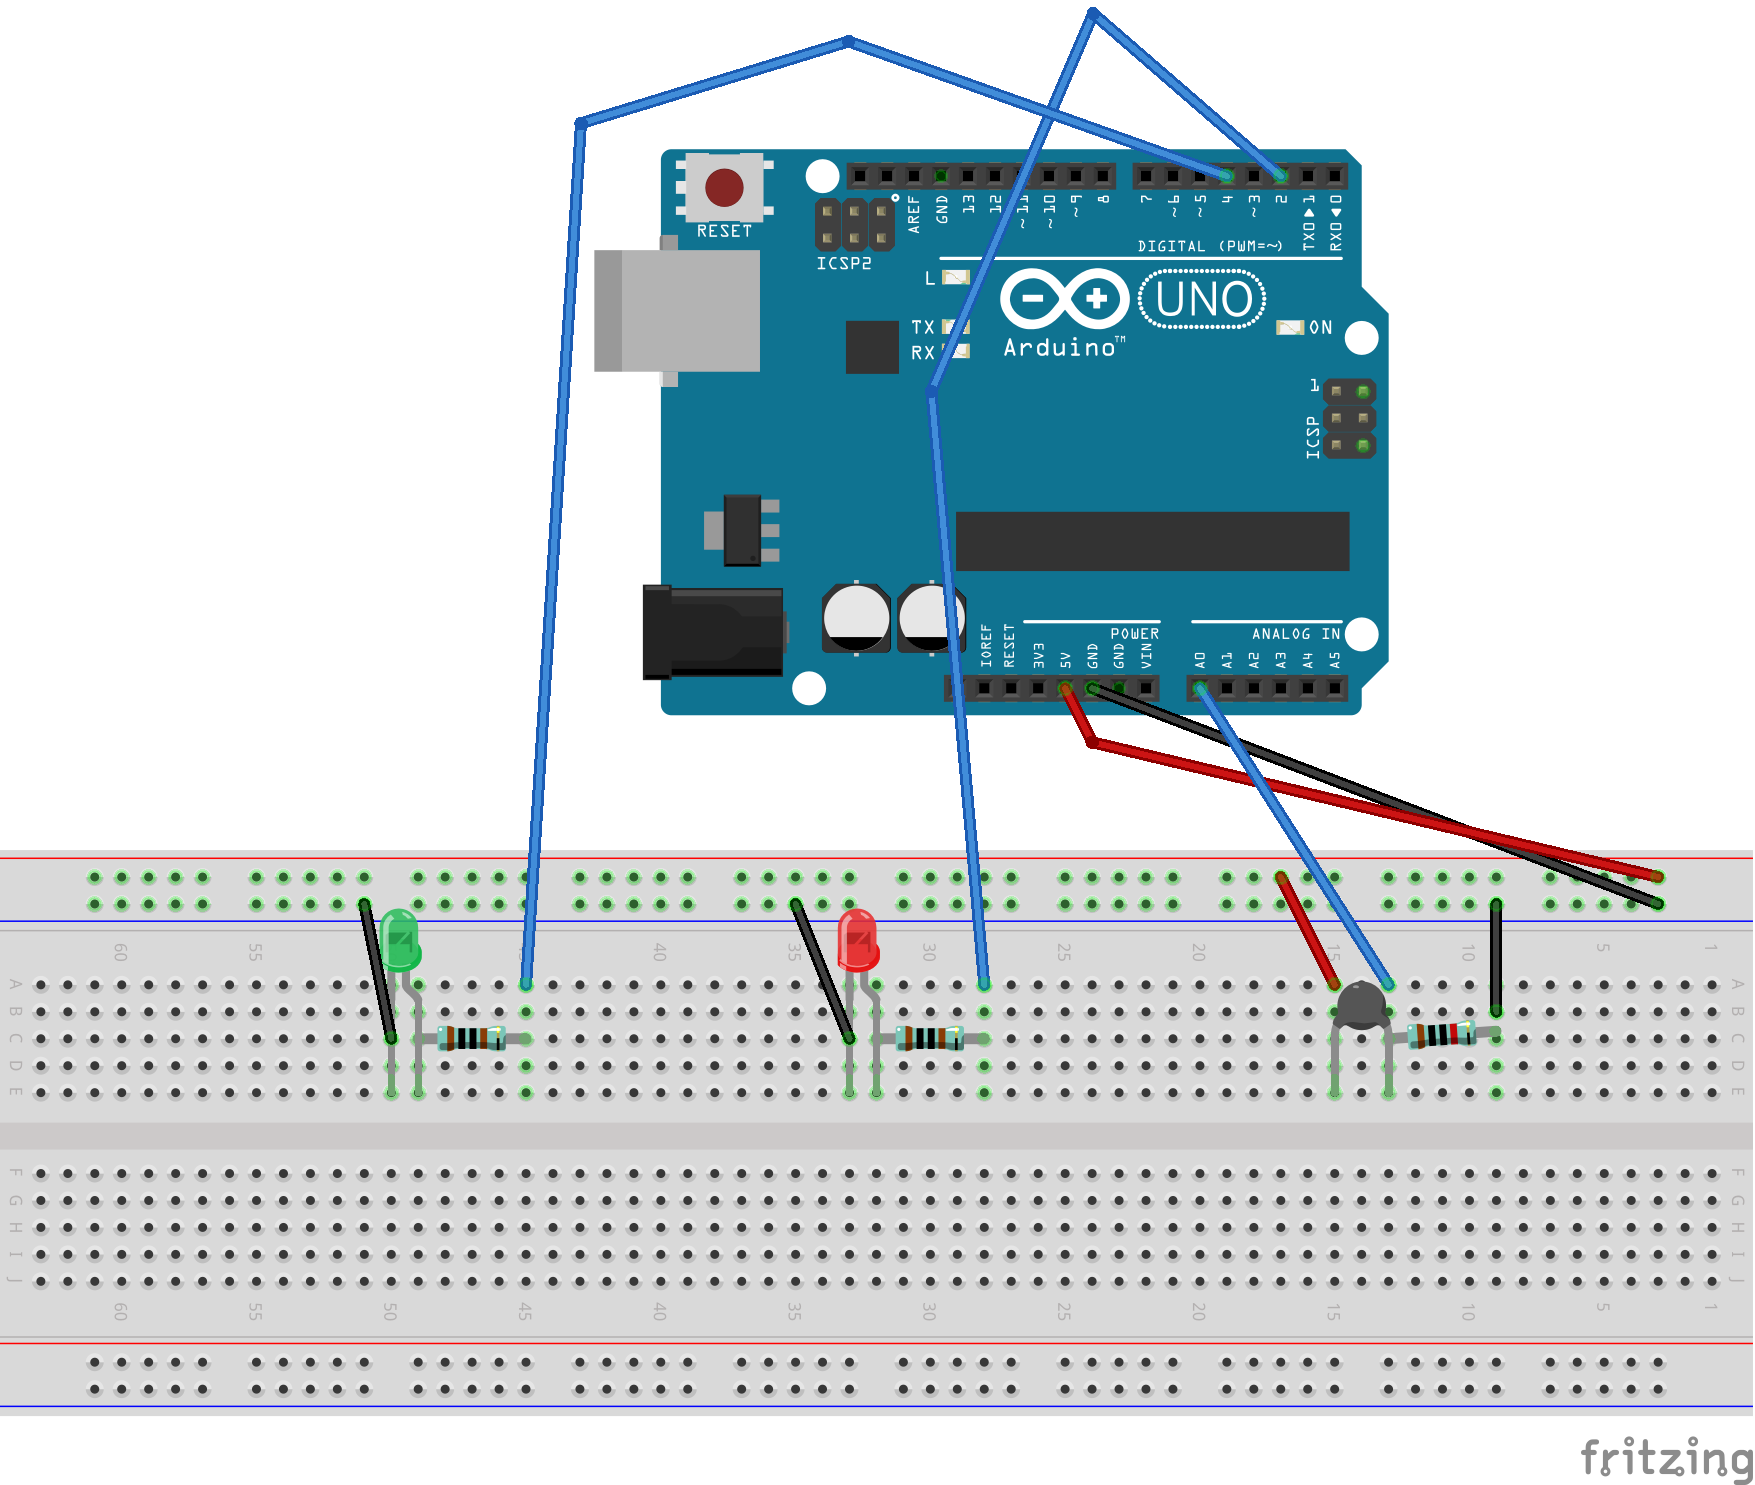 RESET
ICSP2
AREF
GND
13
12
~11
~10
~9
8
7
~6
~5
4
~3
2
TX0▶1
RX0◀0
DIGITAL (PWM=~)
L
TX
RX
UNO
ON
Arduino™
1
ICSP
IOREF
RESET
3V3
5V
GND
GND
VIN
POWER
A0
A1
A2
A3
A4
A5
ANALOG IN
60 55 50 45 40 35 30 25 20 15 10 5 1
A A
B B
C C
D D
E E
F F
G G
H H
I I
J J
60 55 50 45 40 35 30 25 20 15 10 5 1
fritzing